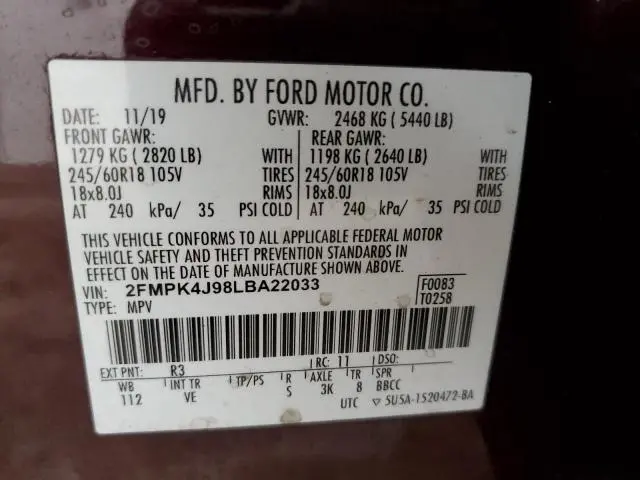 MFD. BY FORD MOTOR CO.
DATE: 11/19 GVWR: 2468 KG ( 5440 LB)
FRONT GAWR: REAR GAWR:
1279 KG ( 2820 LB) WITH 1198 KG ( 2640 LB) WITH
245/60R18 105V TIRES 245/60R18 105V TIRES
18x8.0J RIMS 18x8.0J RIMS
AT 240 kPa/ 35 PSI COLD AT 240 kPa/ 35 PSI COLD
THIS VEHICLE CONFORMS TO ALL APPLICABLE FEDERAL MOTOR
VEHICLE SAFETY AND THEFT PREVENTION STANDARDS IN
EFFECT ON THE DATE OF MANUFACTURE SHOWN ABOVE.
VIN: 2FMPK4J98LBA22033 F0083
TYPE: MPV T0258
EXT PNT: R3 RC: 11 DSO:
WB INT TR TP/PS R AXLE TR SPR
112 VE S 3K 8 BBCC
UTC ▽ 5U5A-1520472-BA